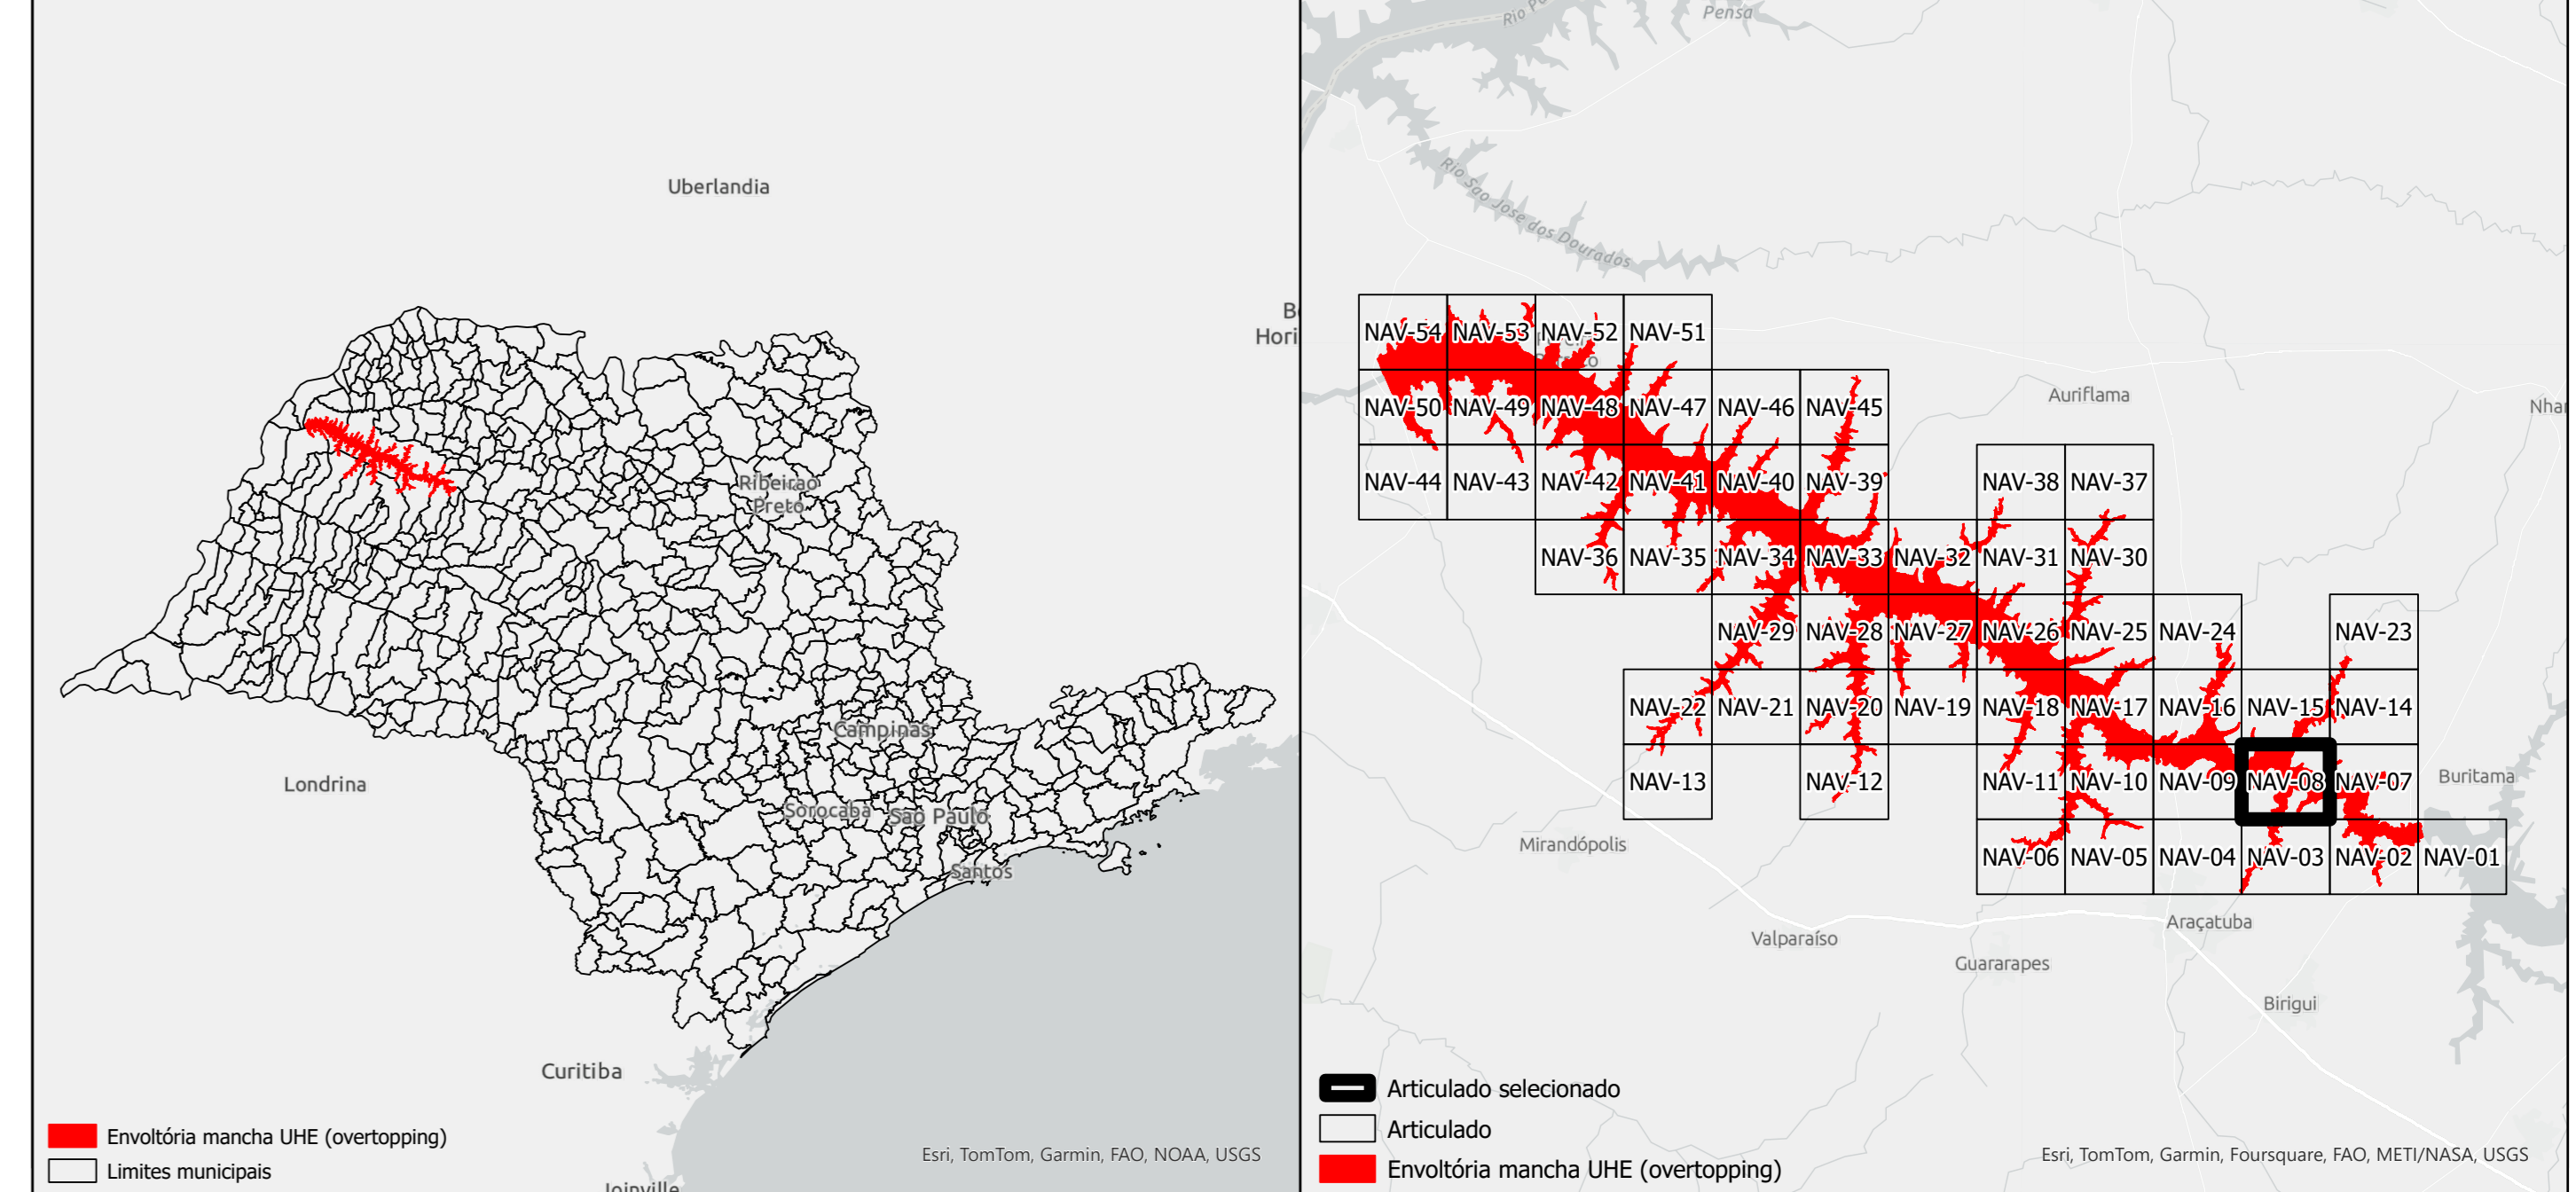 Uberlandia
B
Hori
Ribeirao
Preto
Campinas
Sorocaba
Sao Paulo
Santos
Londrina
Curitiba
Joinville
Envoltória mancha UHE (overtopping)
Limites municipais
Esri, TomTom, Garmin, FAO, NOAA, USGS
Pensa
Rio Sao Jose dos Dourados
NAV-54 NAV-53 NAV-52 NAV-51
NAV-50 NAV-49 NAV-48 NAV-47 NAV-46 NAV-45
Auriflama
Nhar
NAV-44 NAV-43 NAV-42 NAV-41 NAV-40 NAV-39 NAV-38 NAV-37
NAV-36 NAV-35 NAV-34 NAV-33 NAV-32 NAV-31 NAV-30
NAV-29 NAV-28 NAV-27 NAV-26 NAV-25 NAV-24 NAV-23
NAV-22 NAV-21 NAV-20 NAV-19 NAV-18 NAV-17 NAV-16 NAV-15 NAV-14
NAV-13 NAV-12 NAV-11 NAV-10 NAV-09 NAV-08 NAV-07
Buritama
Mirandópolis
NAV-06 NAV-05 NAV-04 NAV-03 NAV-02 NAV-01
Araçatuba
Valparaíso
Guararapes
Birigui
Articulado selecionado
Articulado
Envoltória mancha UHE (overtopping)
Esri, TomTom, Garmin, Foursquare, FAO, METI/NASA, USGS